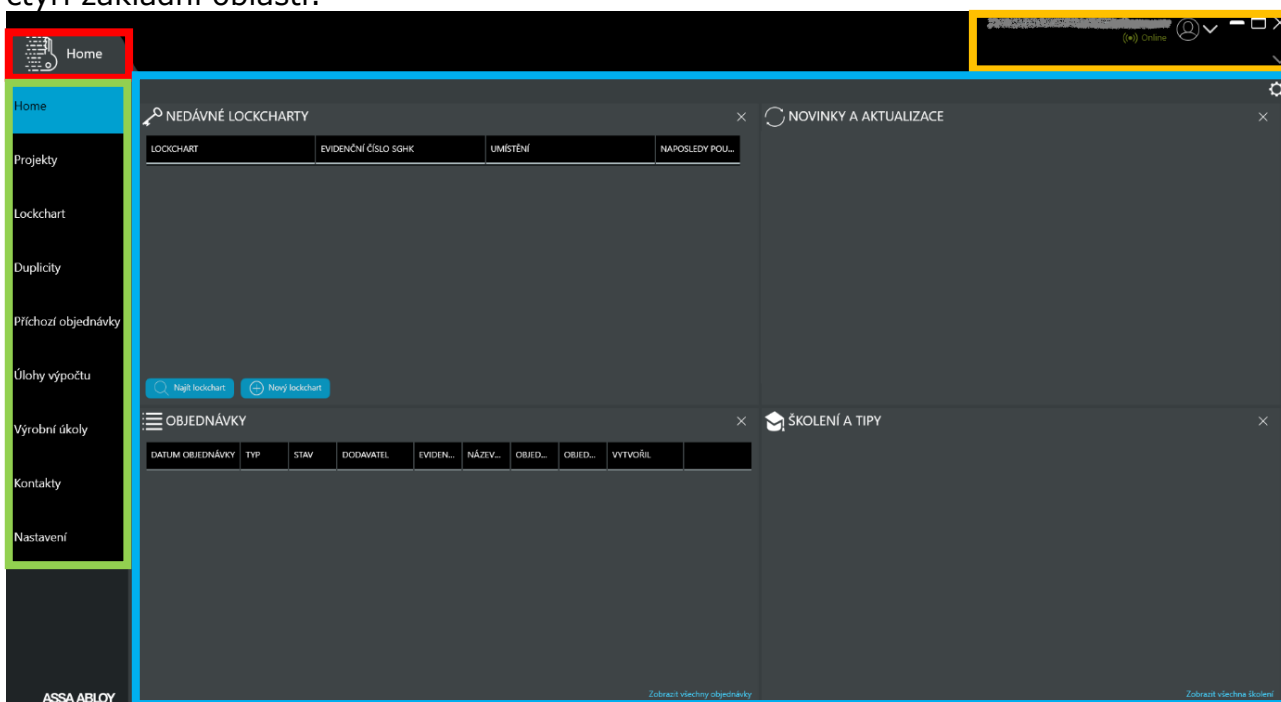 čtyři základní oblasti.
Home
((•)) Online
Home
Projekty
Lockchart
Duplicity
Příchozí objednávky
Úlohy výpočtu
Výrobní úkoly
Kontakty
Nastavení
ASSA ABLOY
NEDÁVNÉ LOCKCHARTY
LOCKCHART EVIDENČNÍ ČÍSLO SGHK UMÍSTĚNÍ NAPOSLEDY POU...
Najít lockchart Nový lockchart
NOVINKY A AKTUALIZACE
OBJEDNÁVKY
DATUM OBJEDNÁVKY TYP STAV DODAVATEL EVIDEN... NÁZEV... OBJED... OBJED... VYTVOŘIL
Zobrazit všechny objednávky
ŠKOLENÍ A TIPY
Zobrazit všechna školení